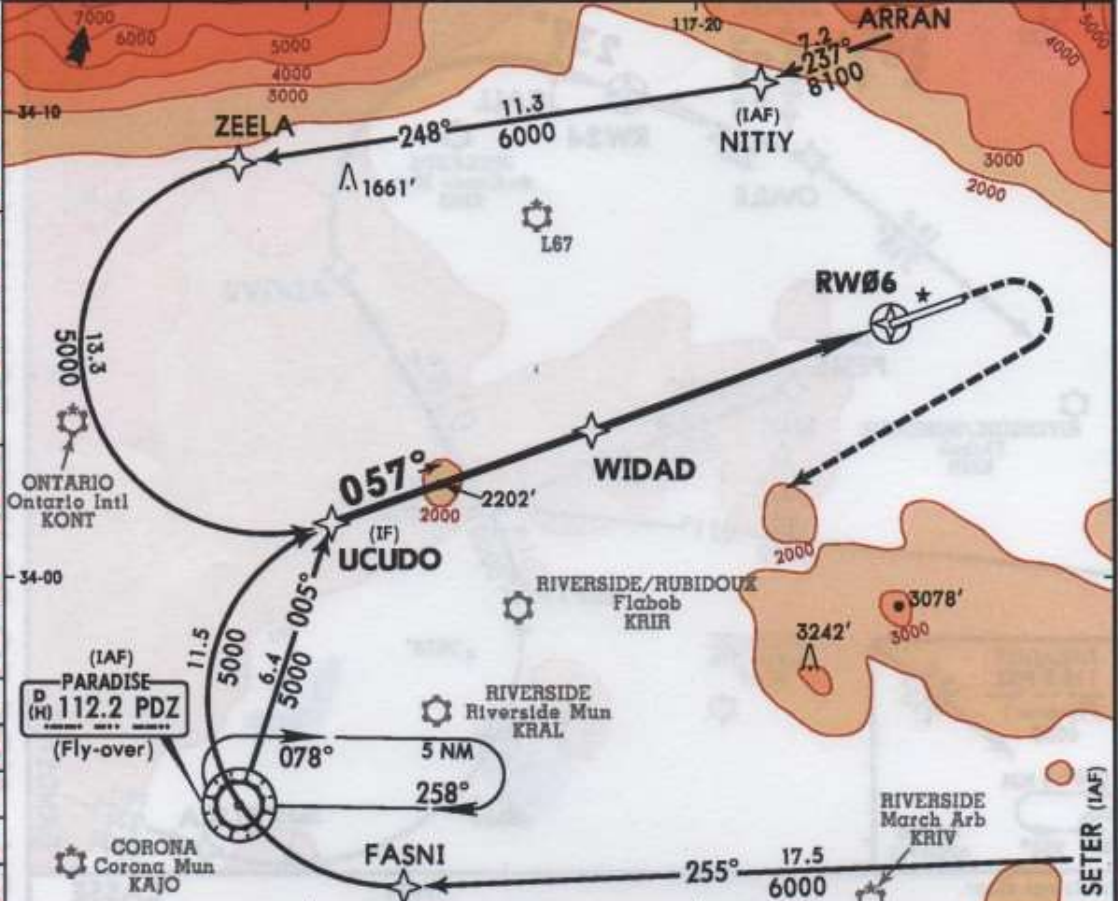 7000
6000
5000
4000
3000
117-20
ARRAN
5000
4000
3000
2000
7.2
237°
8100
34-10
ZEELA
248°
11.3
6000
(IAF)
NITIY
1661'
L67
RWØ6
13.3
5000
ONTARIO
Ontario Intl
KONT
057°
2202'
2000
WIDAD
(IF)
UCUDO
2000
34-00
RIVERSIDE/RUBIDOUX
Flabob
KRIR
3078'
3000
3242'
11.5
5000
6.4
5000
005°
(IAF)
PARADISE
D
(H) 112.2 PDZ
(Fly-over)
RIVERSIDE
Riverside Mun
KRAL
078°
5 NM
258°
CORONA
Corona Mun
KAJO
FASNI
255°
17.5
6000
RIVERSIDE
March Arb
KRIV
SETER (IAF)